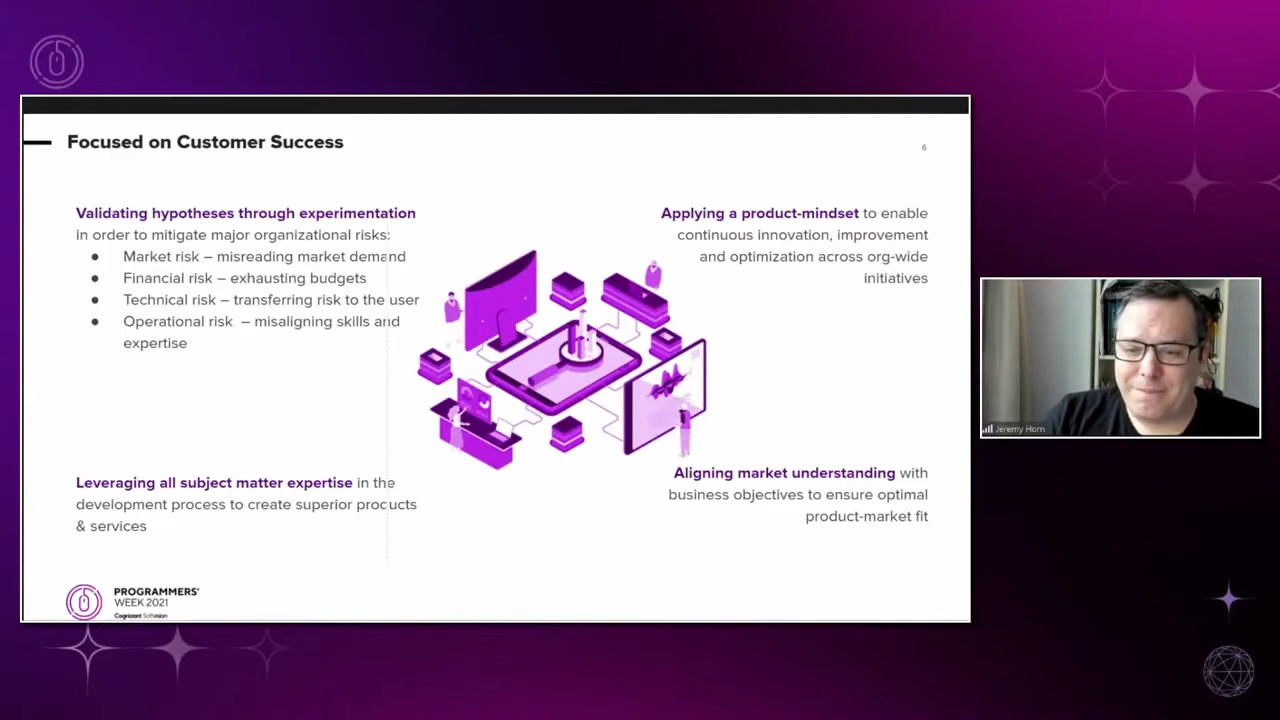 Focused on Customer Success
6
Validating hypotheses through experimentation
in order to mitigate major organizational risks:
● Market risk – misreading market demand
● Financial risk – exhausting budgets
● Technical risk – transferring risk to the user
● Operational risk – misaligning skills and
expertise
Applying a product-mindset to enable
continuous innovation, improvement
and optimization across org-wide
initiatives
Leveraging all subject matter expertise in the
development process to create superior products
& services
Aligning market understanding with
business objectives to ensure optimal
product-market fit
PROGRAMMERS'
WEEK 2021
Cognizant Softvision
Jeremy Horn